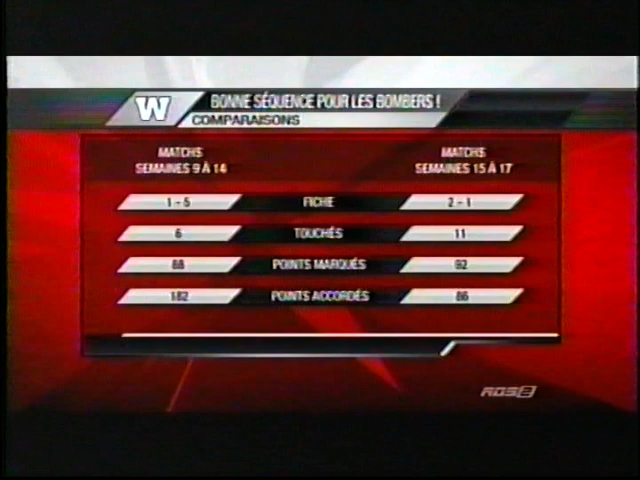 W
BONNE SÉQUENCE POUR LES BOMBERS !
COMPARAISONS
MATCHS
SEMAINES 9 À 14
MATCHS
SEMAINES 15 À 17
1 - 5 FICHE 2 - 1
6 TOUCHÉS 11
88 POINTS MARQUÉS 92
182 POINTS ACCORDÉS 86
RDS2